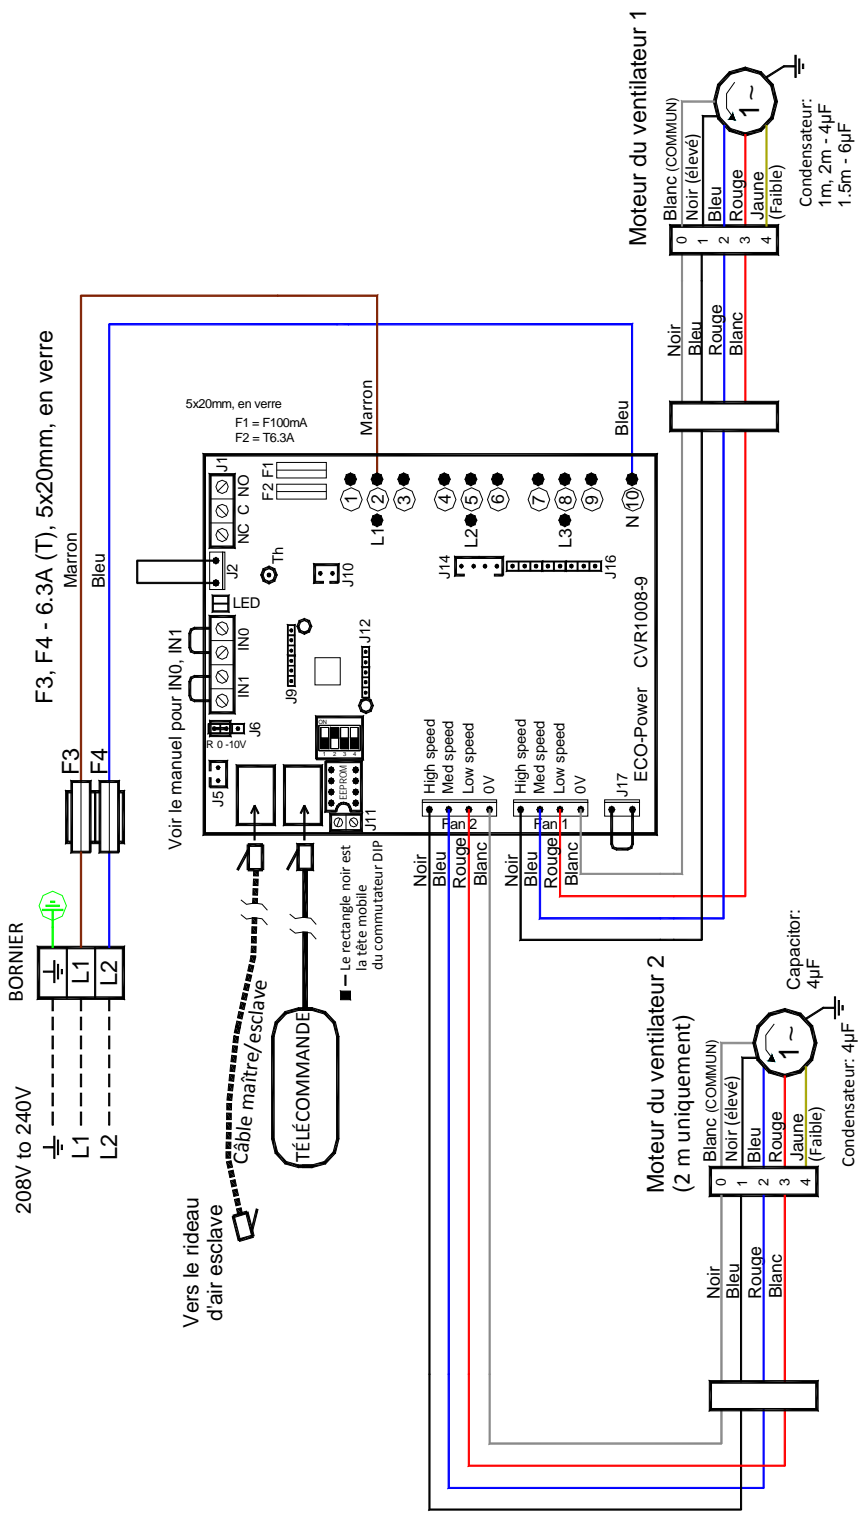 208V to 240V
L1
L2
BORNIER
L1
L2
F3
F4
F3, F4 - 6.3A (T), 5x20mm, en verre
Marron
Bleu
Vers le rideau
d'air esclave
Câble maître/esclave
TÉLÉCOMMANDE
Le rectangle noir est
la tête mobile
du commutateur DIP
Voir le manuel pour IN0, IN1
5x20mm, en verre
F1 = F100mA
F2 = T6.3A
Marron
Bleu
J5
R 0 -10V
J6
IN1
IN0
LED
J2
NC C NO
J1
F2 F1
J11
EEPROM
ON
1 2 3 4
J9
J12
Th
J10
J14
J16
1
2
3
L1
4
5
6
L2
7
8
9
L3
N 10
High speed
Med speed
Low speed
0V
Fan 2
High speed
Med speed
Low speed
0V
Fan 1
J17
ECO-Power CVR1008-9
Noir
Bleu
Rouge
Blanc
Noir
Bleu
Rouge
Blanc
Moteur du ventilateur 1
Noir
Bleu
Rouge
Blanc
0
1
2
3
4
Blanc (COMMUN)
Noir (élevé)
Bleu
Rouge
Jaune
(Faible)
1 ~
Condensateur:
1m, 2m - 4µF
1.5m - 6µF
Moteur du ventilateur 2
(2 m uniquement)
Noir
Bleu
Rouge
Blanc
0
1
2
3
4
Blanc (COMMUN)
Noir (élevé)
Bleu
Rouge
Jaune
(Faible)
1 ~
Capacitor:
4µF
Condensateur: 4µF